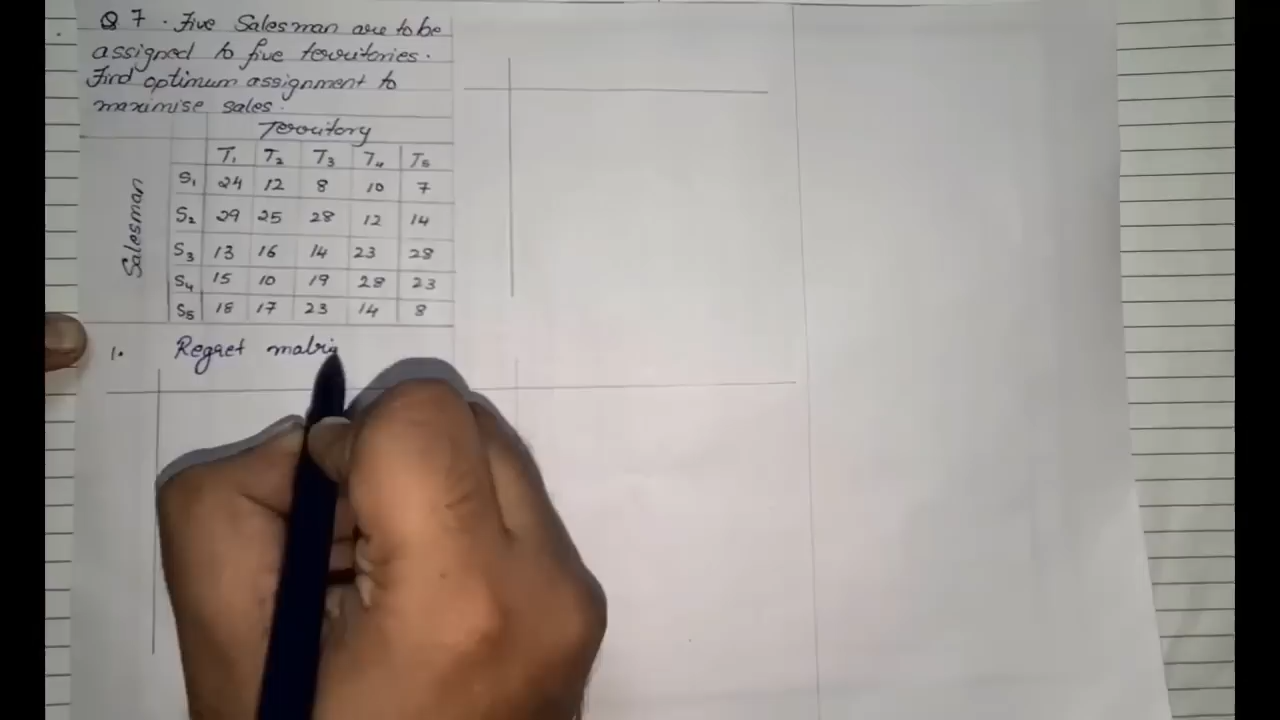 Q 7. Five Salesman are to be
assigned to five territories.
Find optimum assignment to
maximise sales.
Territory
T1 T2 T3 T4 T5
Salesman
S1 24 12 8 10 7
S2 29 25 28 12 14
S3 13 16 14 23 28
S4 15 10 19 28 23
S5 18 17 23 14 8
1. Regret matri